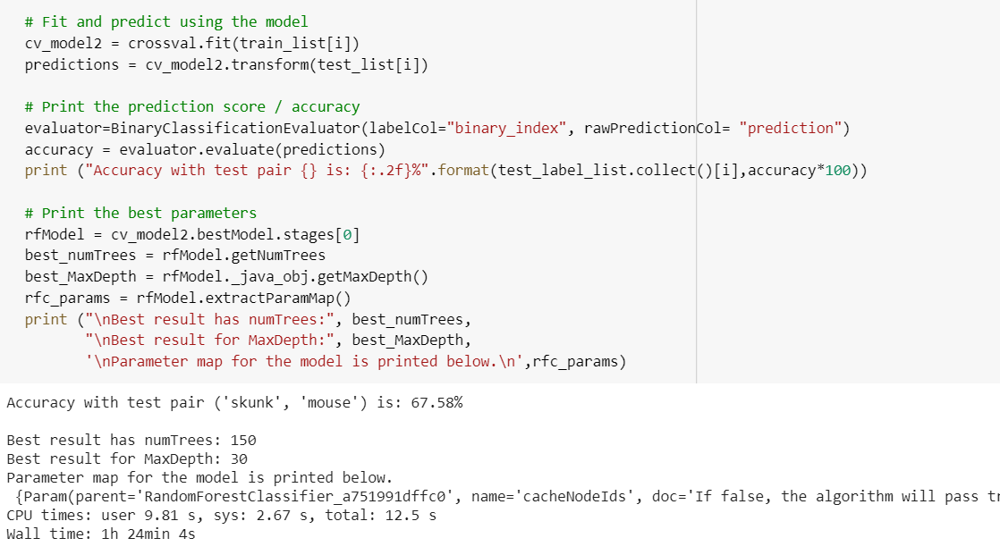 # Fit and predict using the model
cv_model2 = crossval.fit(train_list[i])
predictions = cv_model2.transform(test_list[i])
# Print the prediction score / accuracy
evaluator=BinaryClassificationEvaluator(labelCol="binary_index", rawPredictionCol= "prediction")
accuracy = evaluator.evaluate(predictions)
print ("Accuracy with test pair {} is: {:.2f}%".format(test_label_list.collect()[i],accuracy*100))
# Print the best parameters
rfModel = cv_model2.bestModel.stages[0]
best_numTrees = rfModel.getNumTrees
best_MaxDepth = rfModel._java_obj.getMaxDepth()
rfc_params = rfModel.extractParamMap()
print ("\nBest result has numTrees:", best_numTrees,
"\nBest result for MaxDepth:", best_MaxDepth,
'\nParameter map for the model is printed below.\n',rfc_params)
Accuracy with test pair ('skunk', 'mouse') is: 67.58%
Best result has numTrees: 150
Best result for MaxDepth: 30
Parameter map for the model is printed below.
{Param(parent='RandomForestClassifier_a751991dffc0', name='cacheNodeIds', doc='If false, the algorithm will pass
CPU times: user 9.81 s, sys: 2.67 s, total: 12.5 s
Wall time: 1h 24min 4s